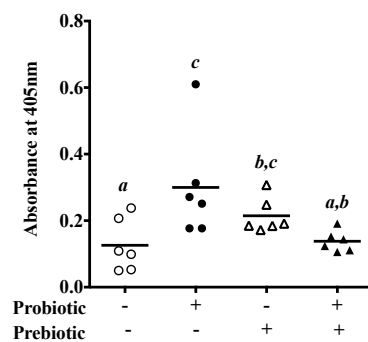 0.8
0.6
0.4
0.2
0.0
Absorbance at 405nm
a
c
b,c
a,b
Probiotic - + - +
Prebiotic - - + +